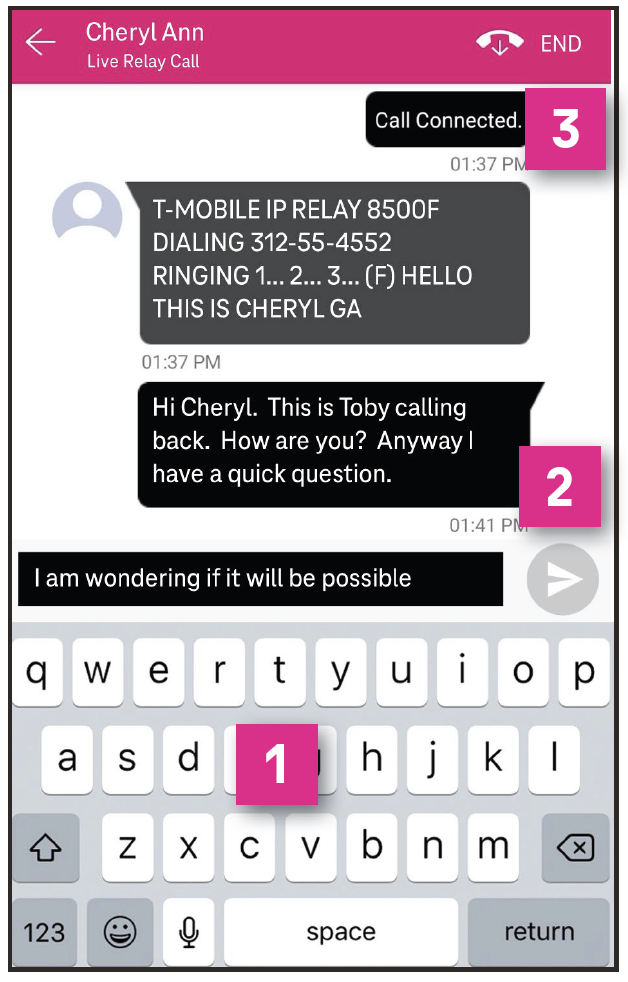 Cheryl Ann
Live Relay Call
END
Call Connected.
3
01:37 PM
T-MOBILE IP RELAY 8500F
DIALING 312-55-4552
RINGING 1... 2... 3... (F) HELLO
THIS IS CHERYL GA
01:37 PM
Hi Cheryl.  This is Toby calling
back.  How are you?  Anyway I
have a quick question.
2
01:41 PM
I am wondering if it will be possible
q w e r t y u i o p
a s d 1 h j k l
z x c v b n m
123 space return